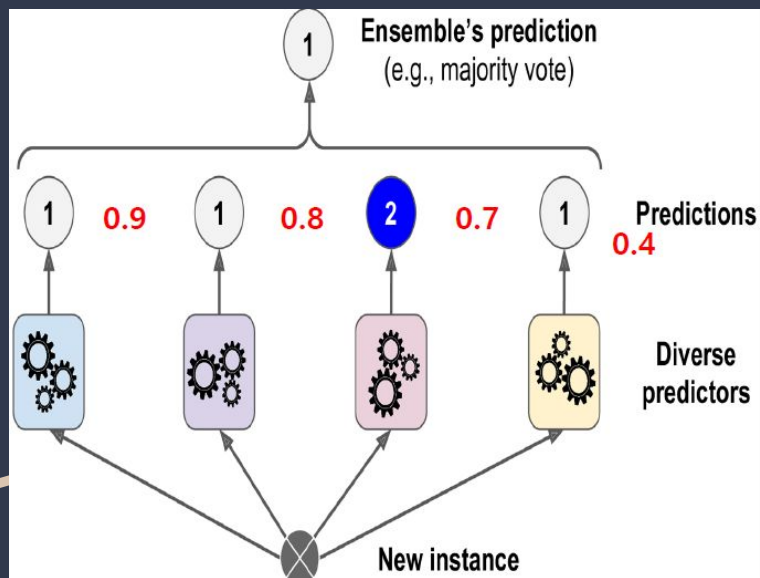 1
Ensemble's prediction
(e.g., majority vote)
1 0.9 1 0.8 2 0.7 1 0.4 Predictions
Diverse
predictors
New instance